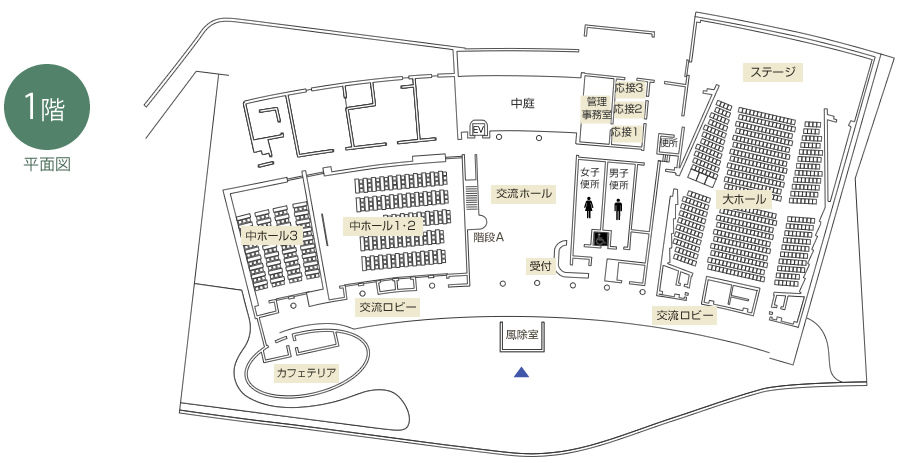 1階
平面図
ステージ
中庭
管理
事務室
応接3
応接2
応接1
EV
便所
女子
便所
男子
便所
交流ホール
大ホール
中ホール1・2
中ホール3
階段A
受付
交流ロビー
交流ロビー
風除室
カフェテリア